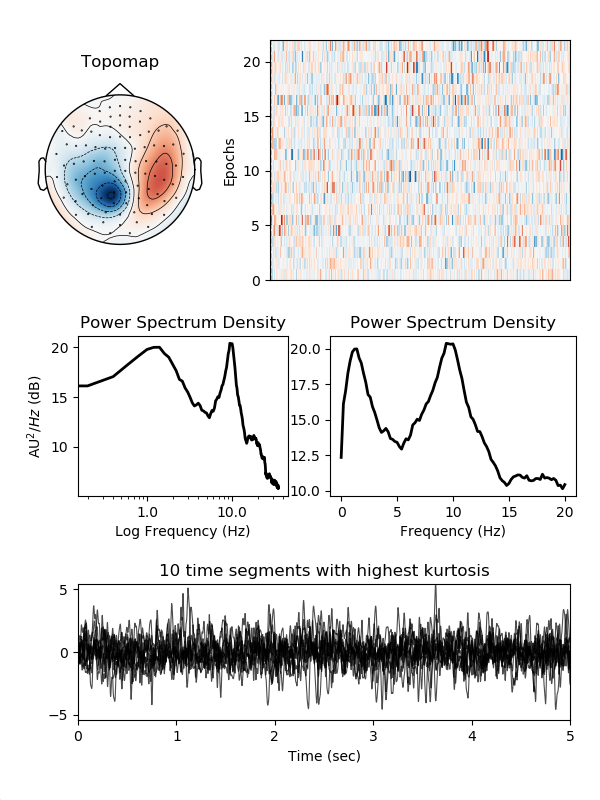 Topomap
Epochs
20
15
10
5
0
Power Spectrum Density
AU²/Hz (dB)
20
15
10
1.0 10.0
Log Frequency (Hz)
Power Spectrum Density
20.0
17.5
15.0
12.5
10.0
0 5 10 15 20
Frequency (Hz)
10 time segments with highest kurtosis
5
0
−5
0 1 2 3 4 5
Time (sec)